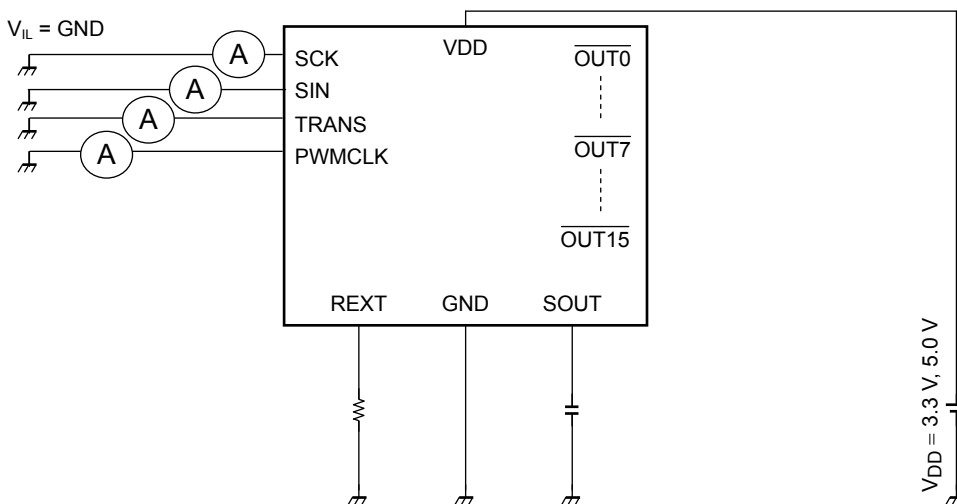 V_IL = GND
A
SCK
A
SIN
A
TRANS
A
PWMCLK
VDD
OUT0
OUT7
OUT15
REXT
GND
SOUT
V_DD = 3.3 V, 5.0 V